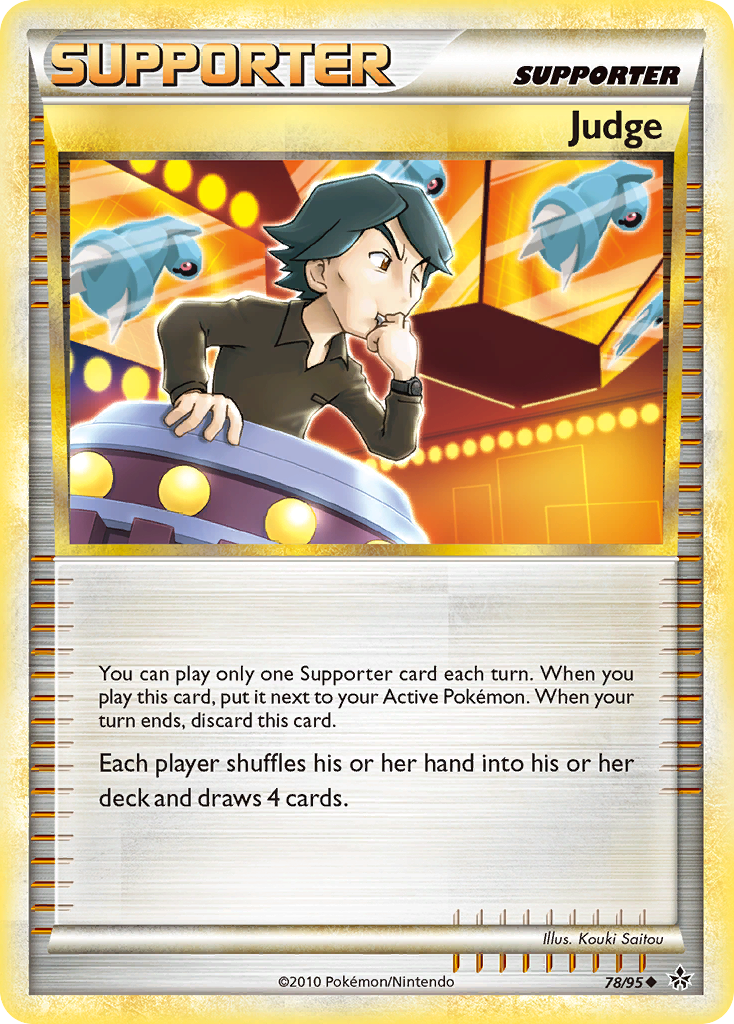 SUPPORTER
SUPPORTER
Judge
You can play only one Supporter card each turn. When you
play this card, put it next to your Active Pokémon. When your
turn ends, discard this card.
Each player shuffles his or her hand into his or her
deck and draws 4 cards.
Illus. Kouki Saitou
©2010 Pokémon/Nintendo
78/95